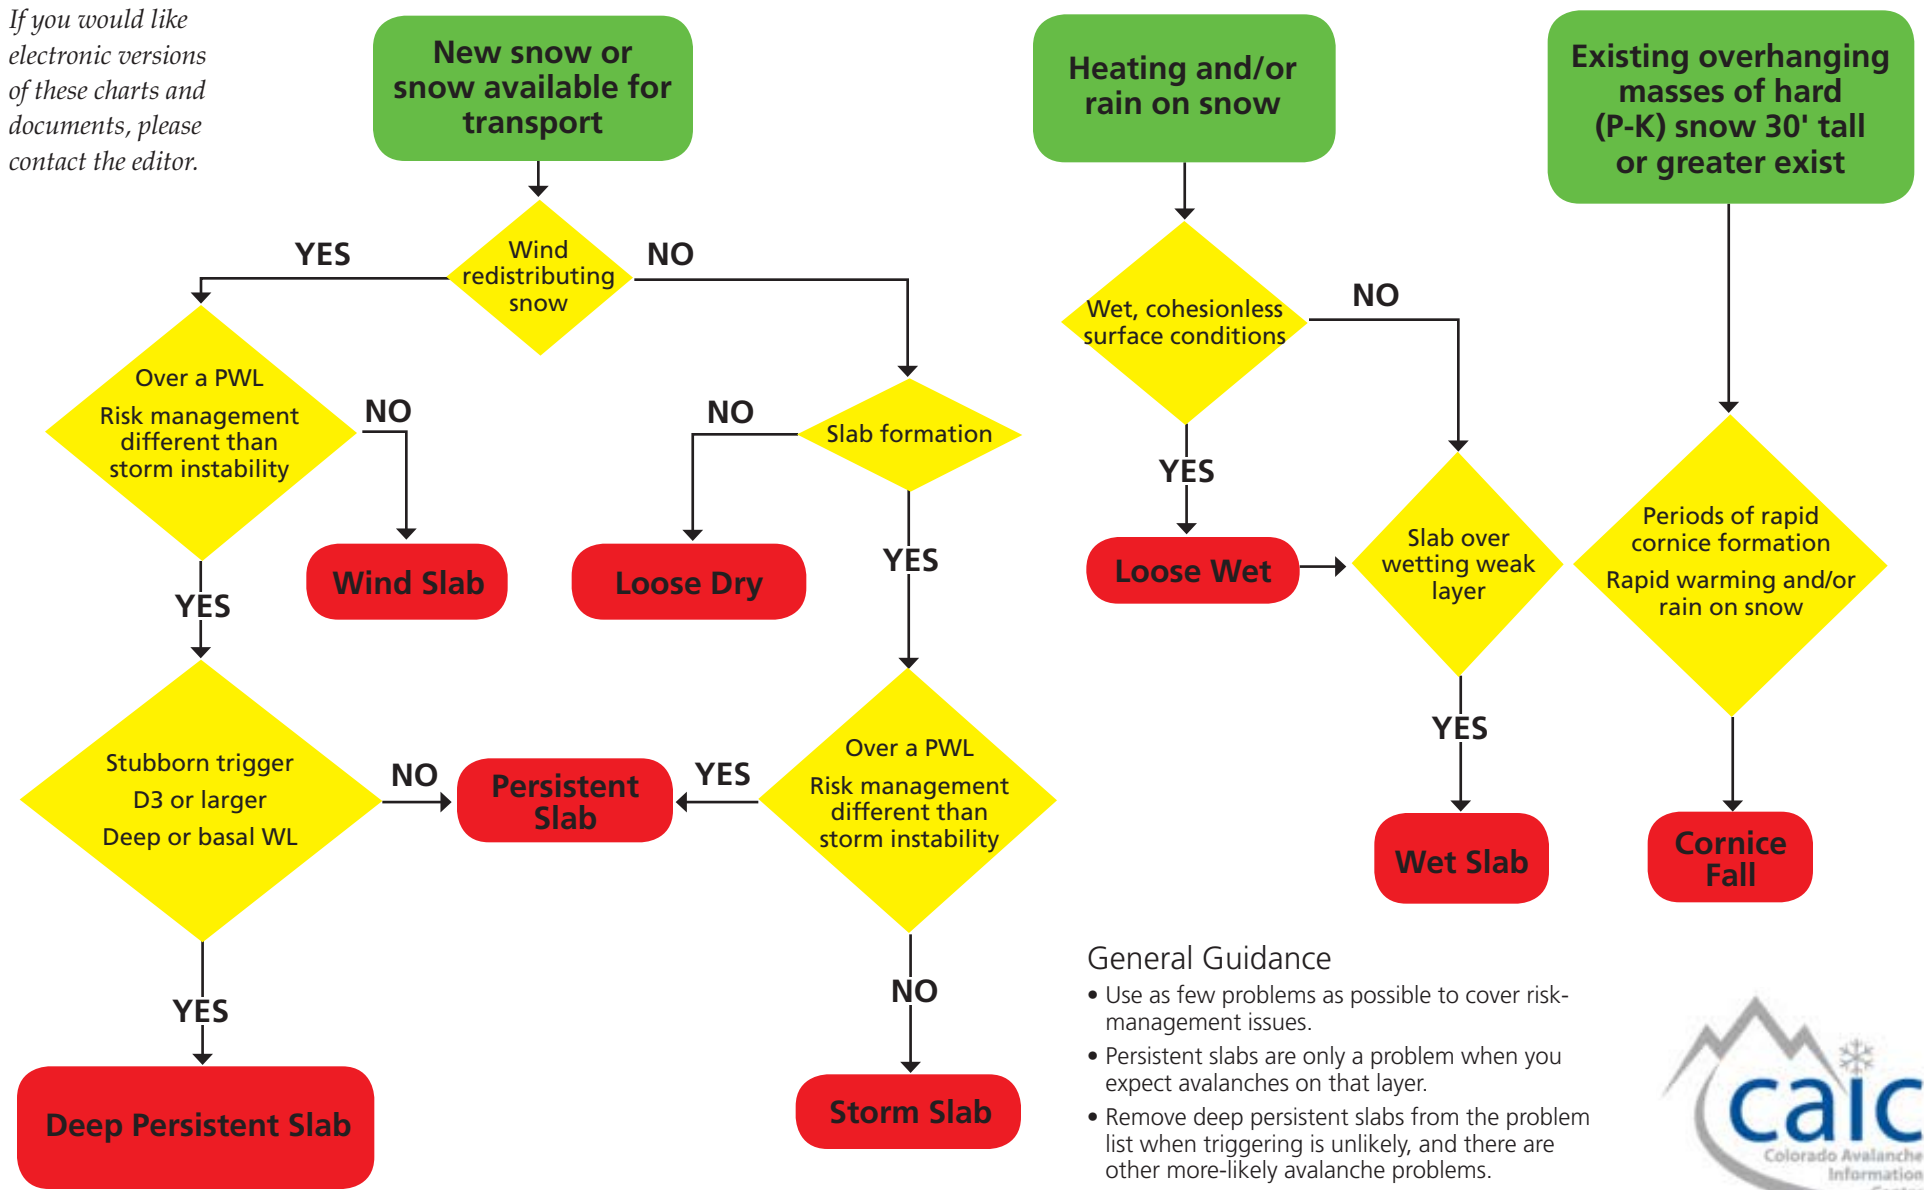 If you would like
electronic versions
of these charts and
documents, please
contact the editor.
New snow or
snow available for
transport
Wind
redistributing
snow
YES
NO
Over a PWL
Risk management
different than
storm instability
NO
Wind Slab
YES
Slab formation
NO
Loose Dry
YES
Stubborn trigger
D3 or larger
Deep or basal WL
NO
Persistent
Slab
YES
Over a PWL
Risk management
different than
storm instability
YES
Deep Persistent Slab
NO
Storm Slab
Heating and/or
rain on snow
Wet, cohesionless
surface conditions
NO
YES
Loose Wet
Slab over
wetting weak
layer
YES
Wet Slab
Existing overhanging
masses of hard
(P-K) snow 30' tall
or greater exist
Periods of rapid
cornice formation
Rapid warming and/or
rain on snow
Cornice
Fall
General Guidance
• Use as few problems as possible to cover risk-
management issues.
• Persistent slabs are only a problem when you
expect avalanches on that layer.
• Remove deep persistent slabs from the problem
list when triggering is unlikely, and there are
other more-likely avalanche problems.
caic
Colorado Avalanche
Information